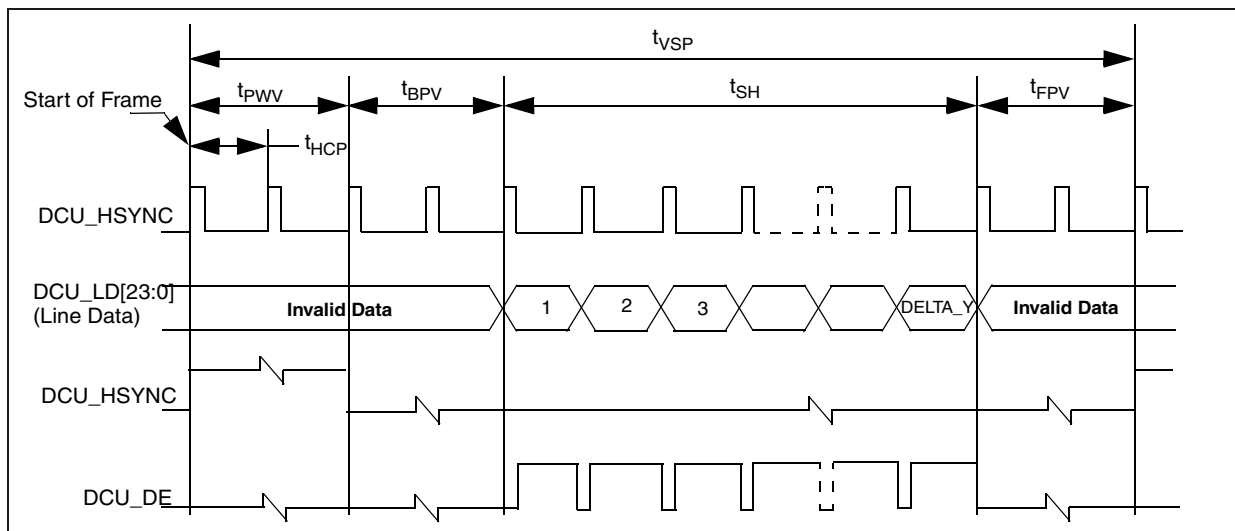 tVSP
tPWV
tBPV
tSH
tFPV
Start of Frame
tHCP
DCU_HSYNC
DCU_LD[23:0]
(Line Data)
Invalid Data
1
2
3
DELTA_Y
Invalid Data
DCU_HSYNC
DCU_DE